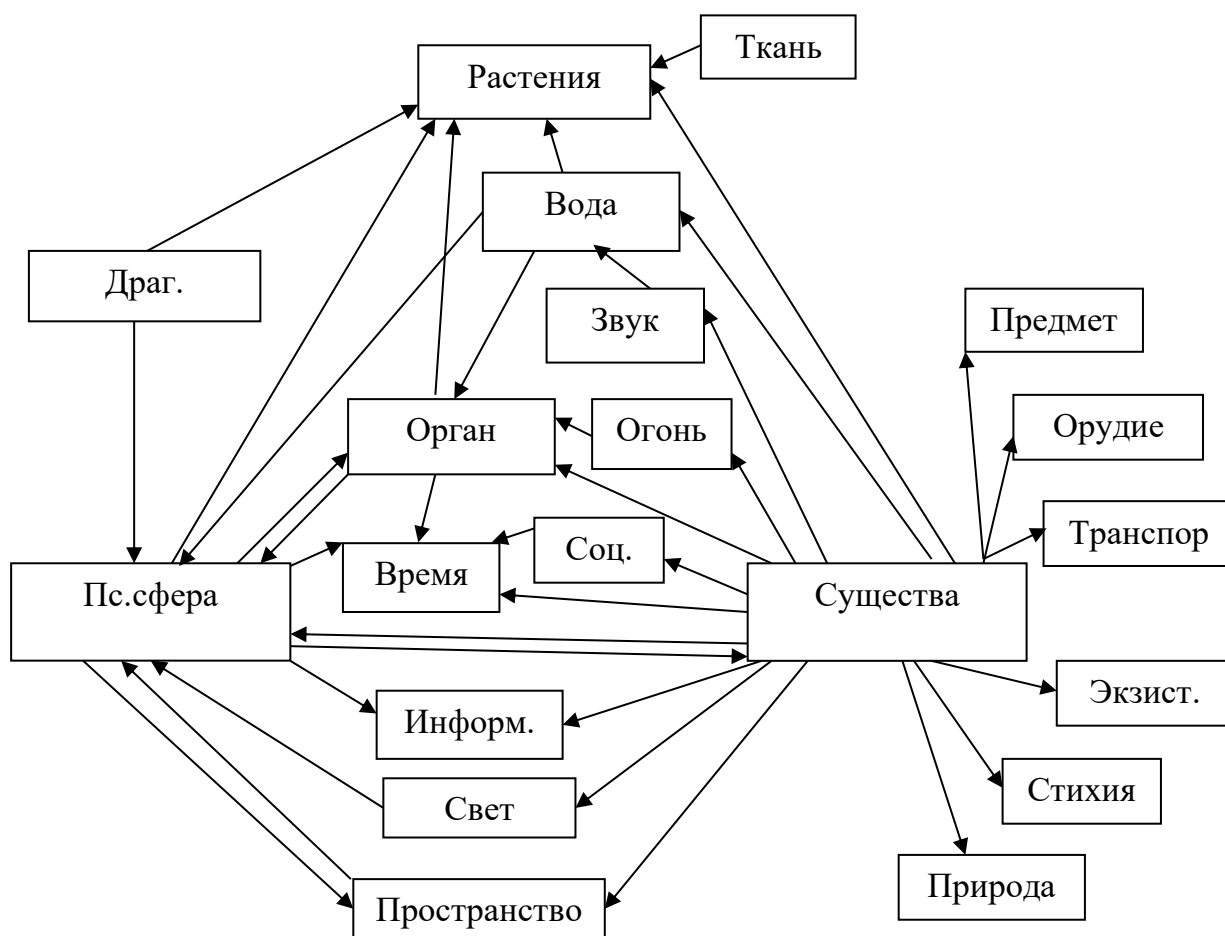 Ткань
Растения
Вода
Драг.
Звук
Предмет
Орган
Огонь
Орудие
Транспор
Соц.
Время
Пс.сфера
Существа
Экзист.
Информ.
Стихия
Свет
Природа
Пространство